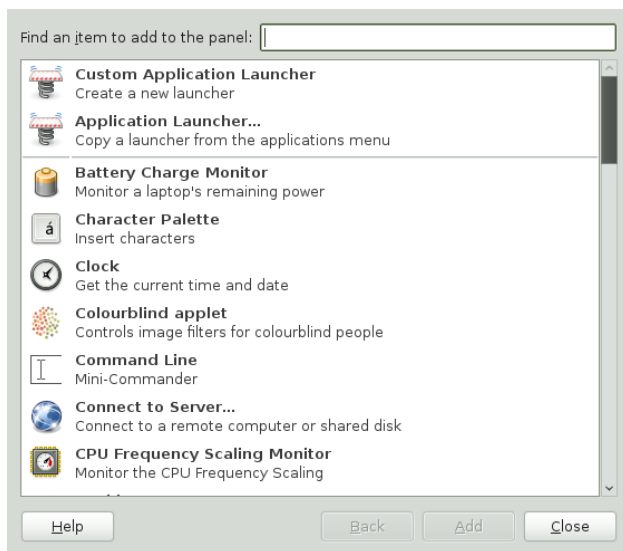 Find an item to add to the panel:
Custom Application Launcher
Create a new launcher
Application Launcher...
Copy a launcher from the applications menu
Battery Charge Monitor
Monitor a laptop's remaining power
á
Character Palette
Insert characters
Clock
Get the current time and date
Colourblind applet
Controls image filters for colourblind people
Command Line
Mini-Commander
Connect to Server...
Connect to a remote computer or shared disk
CPU Frequency Scaling Monitor
Monitor the CPU Frequency Scaling
Help Back Add Close